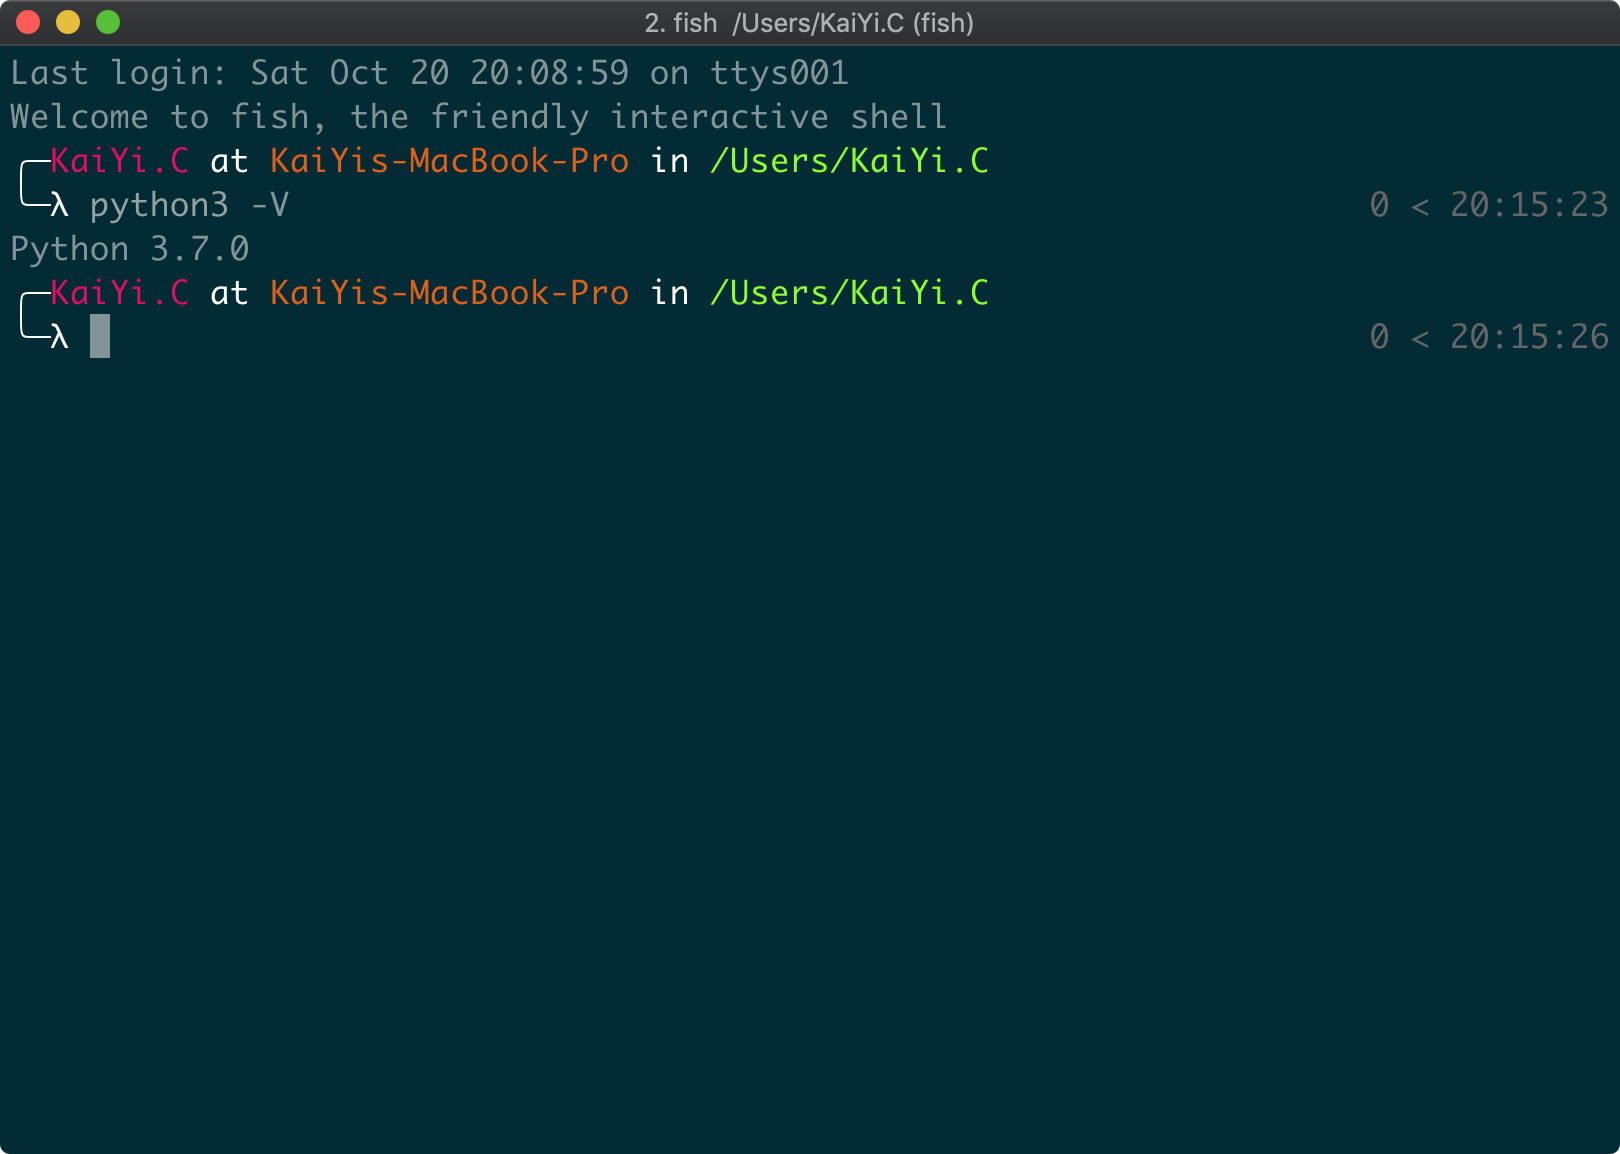 2. fish  /Users/KaiYi.C (fish)
Last login: Sat Oct 20 20:08:59 on ttys001
Welcome to fish, the friendly interactive shell
╭─KaiYi.C at KaiYis-MacBook-Pro in /Users/KaiYi.C
╰─λ python3 -V 0 < 20:15:23
Python 3.7.0
╭─KaiYi.C at KaiYis-MacBook-Pro in /Users/KaiYi.C
╰─λ 0 < 20:15:26